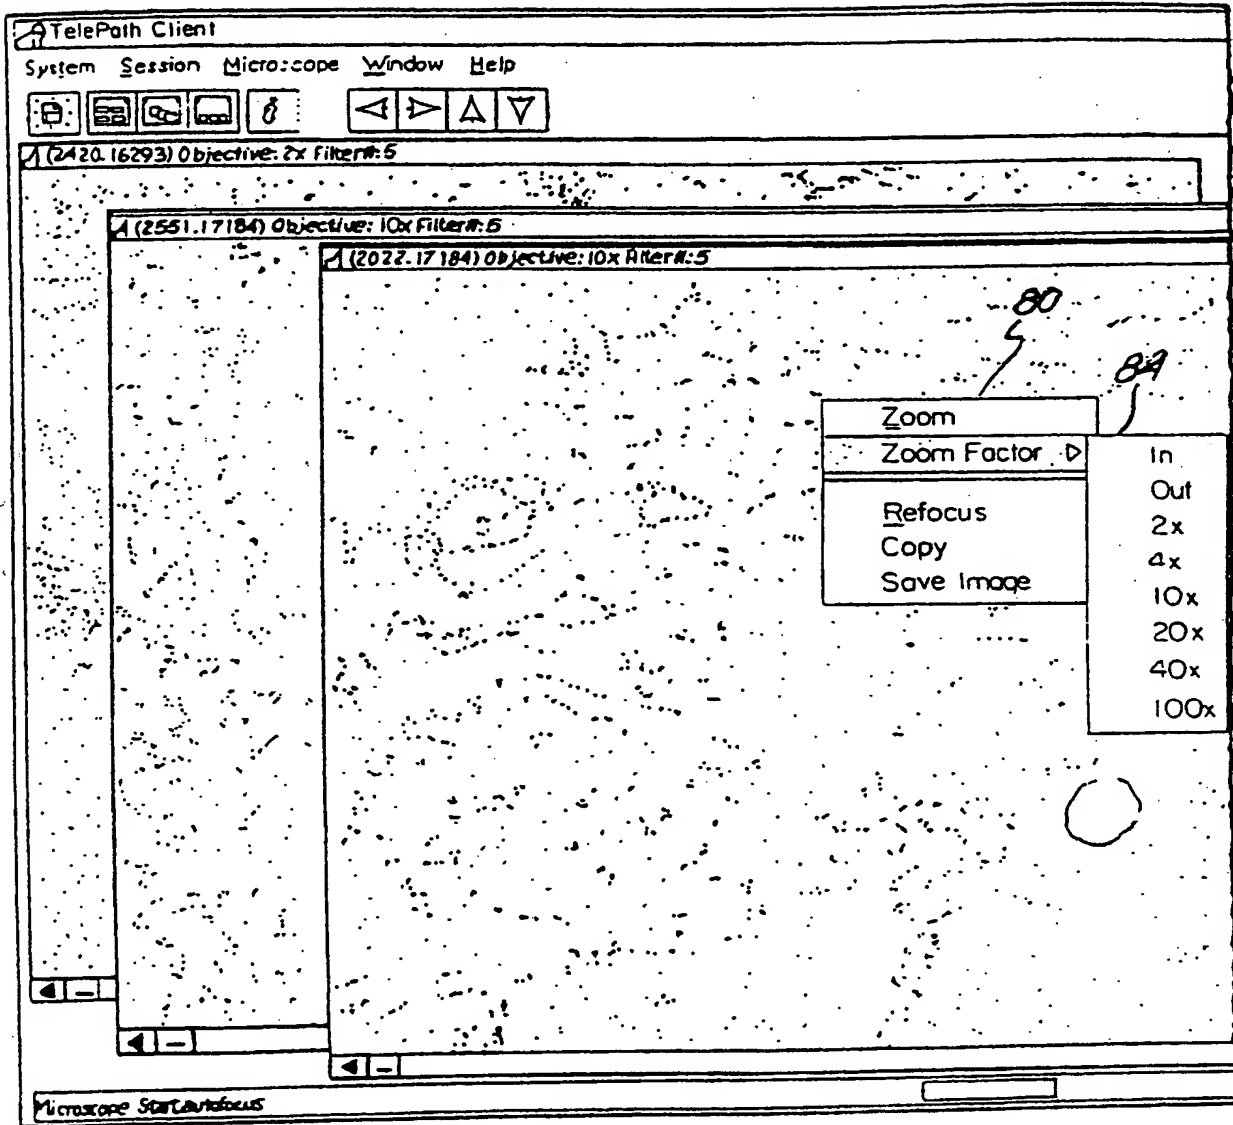 TelePath Client
System Session Microscope Window Help
(2420.16293) Objective: 2x Filter#: 5
(2551.17184) Objective: 10x Filter#: 5
(2022.17184) Objective: 10x Filter#: 5
80
84
Zoom
Zoom Factor
Refocus
Copy
Save Image
In
Out
2x
4x
10x
20x
40x
100x
Microscope Start autofocus